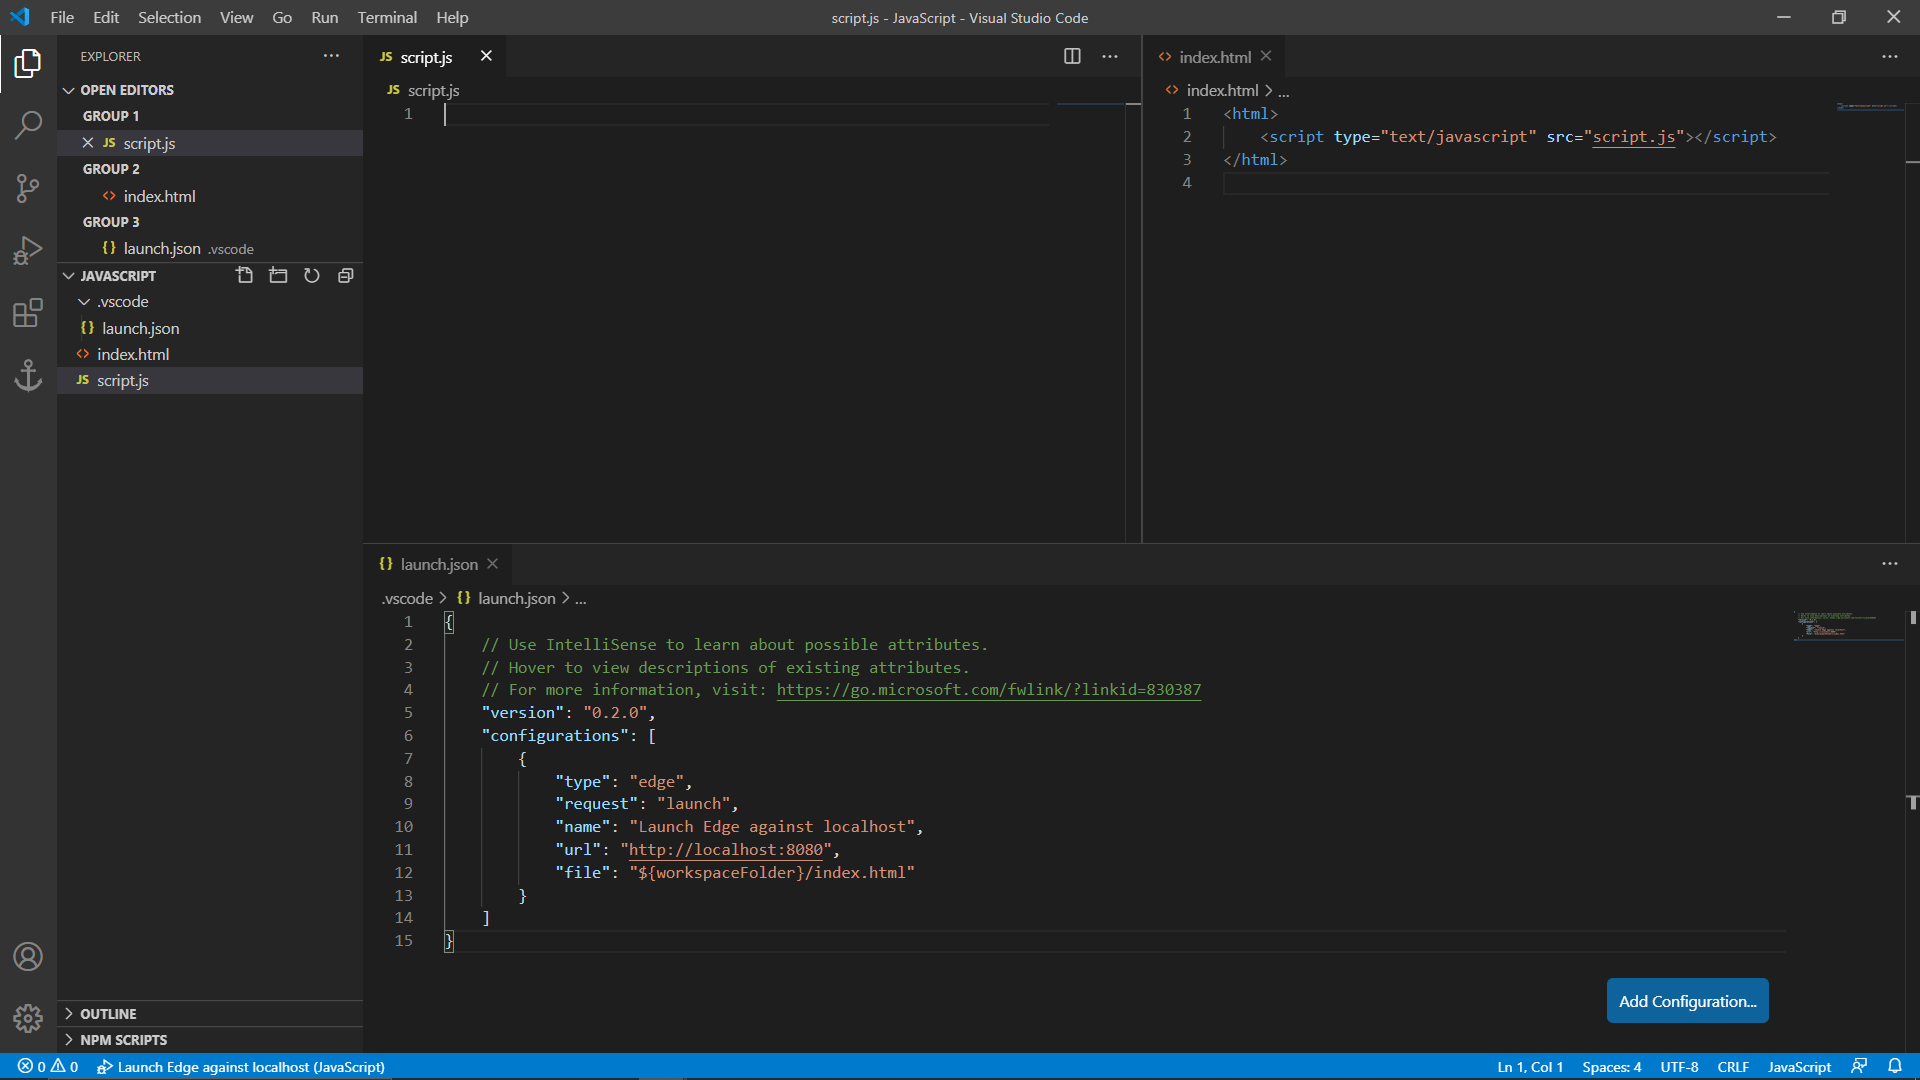 File Edit Selection View Go Run Terminal Help
script.js - JavaScript - Visual Studio Code
EXPLORER
OPEN EDITORS
GROUP 1
JS script.js
GROUP 2
index.html
GROUP 3
{} launch.json .vscode
JAVASCRIPT
.vscode
{} launch.json
index.html
JS script.js
OUTLINE
NPM SCRIPTS
JS script.js
JS script.js
1
index.html
index.html > ...
1 <html>
2 <script type="text/javascript" src="script.js"></script>
3 </html>
4
{} launch.json
.vscode > {} launch.json > ...
1 {
2 // Use IntelliSense to learn about possible attributes.
3 // Hover to view descriptions of existing attributes.
4 // For more information, visit: https://go.microsoft.com/fwlink/?linkid=830387
5 "version": "0.2.0",
6 "configurations": [
7 {
8 "type": "edge",
9 "request": "launch",
10 "name": "Launch Edge against localhost",
11 "url": "http://localhost:8080",
12 "file": "${workspaceFolder}/index.html"
13 }
14 ]
15 }
Add Configuration...
0 0 Launch Edge against localhost (JavaScript)
Ln 1, Col 1 Spaces: 4 UTF-8 CRLF JavaScript